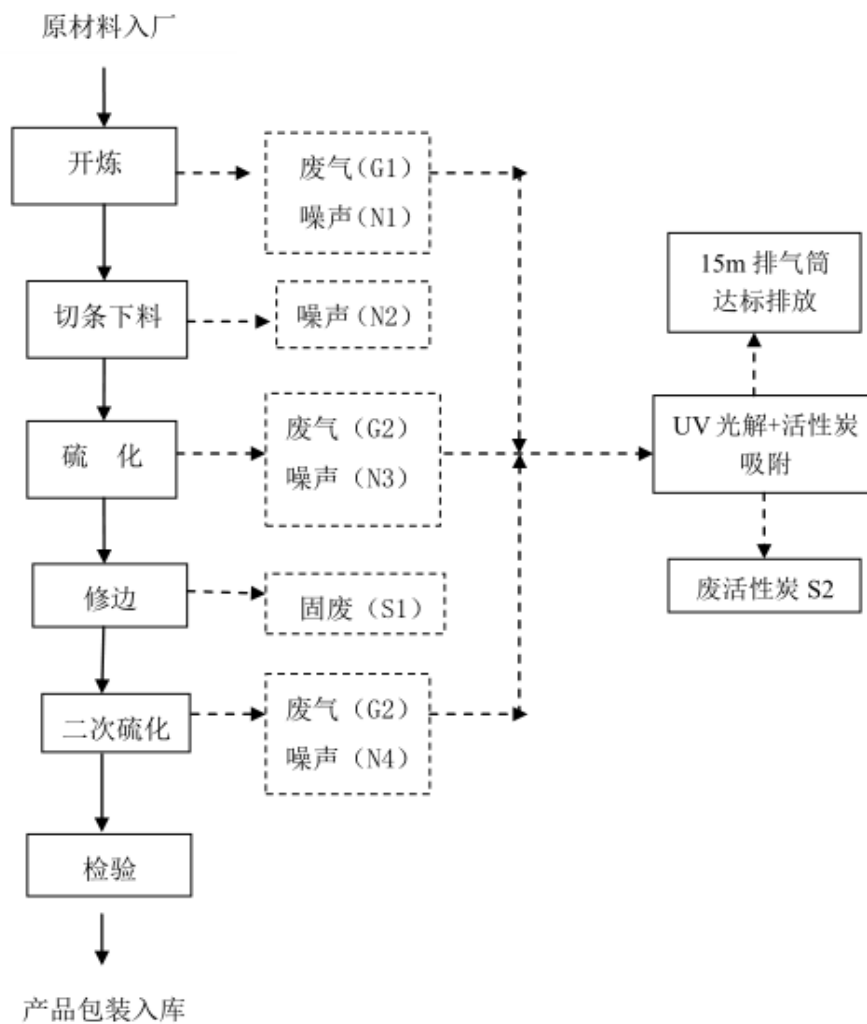 原材料入厂
开炼
废气(G1)
噪声(N1)
切条下料
噪声(N2)
硫 化
废气（G2）
噪声（N3）
修边
固废（S1）
二次硫化
废气（G2）
噪声（N4）
检验
产品包装入库
15m 排气筒
达标排放
UV 光解+活性炭
吸附
废活性炭 S2